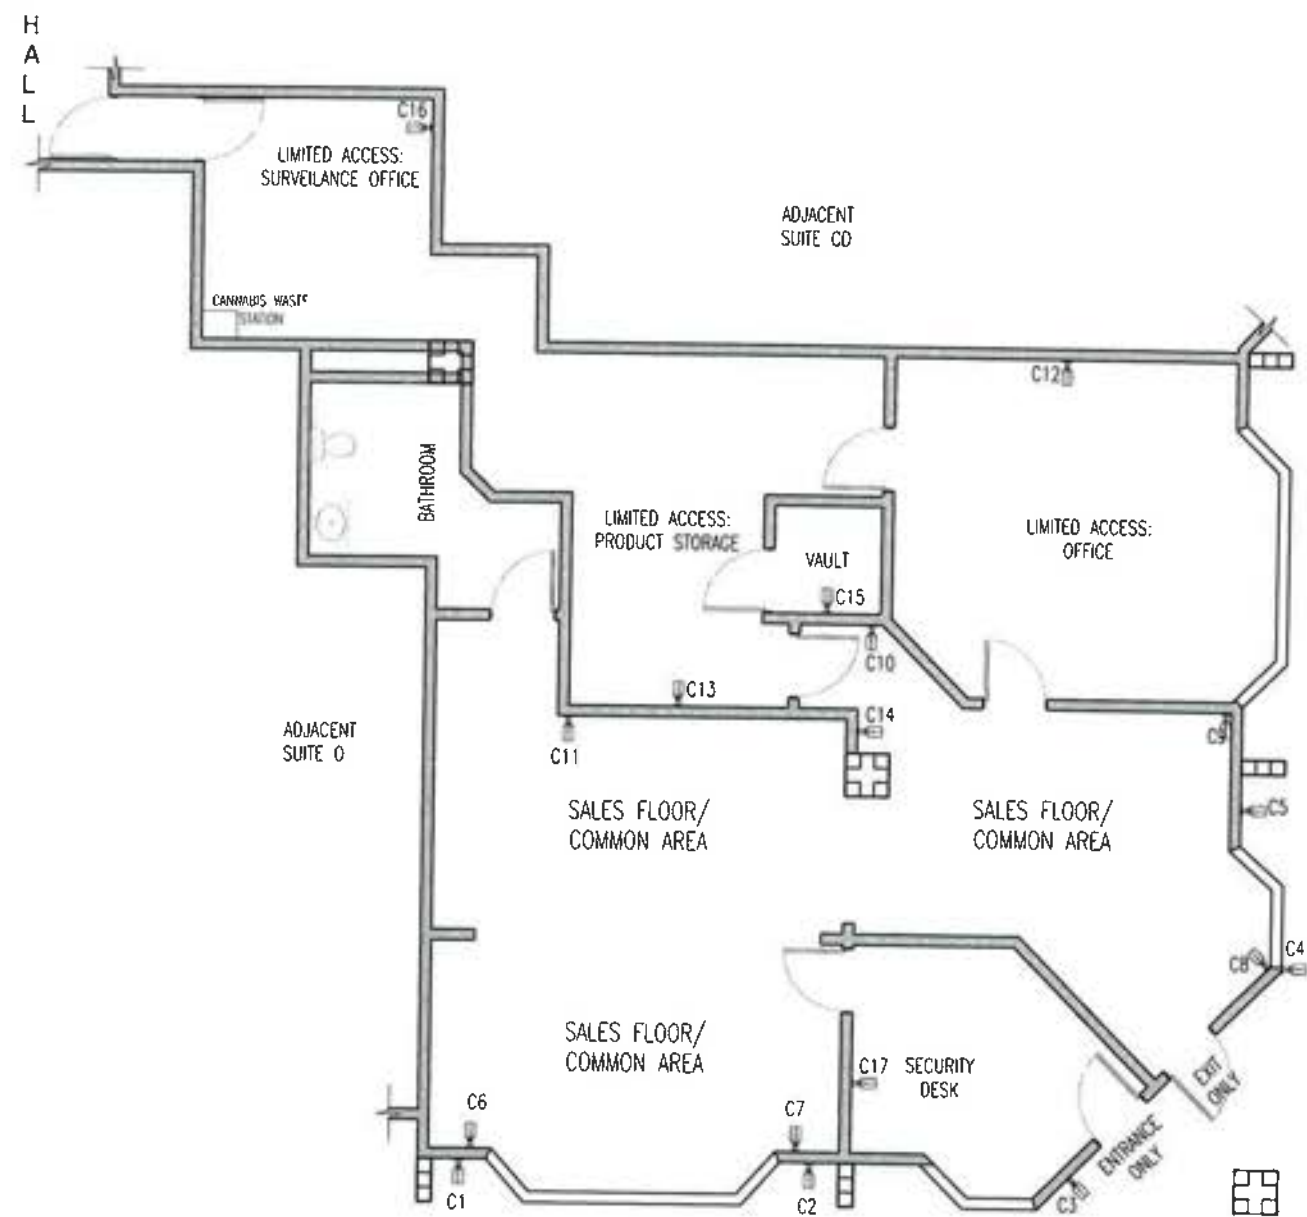 H
A
L
L
C16
LIMITED ACCESS:
SURVEILANCE OFFICE
ADJACENT
SUITE CD
CANNABIS WASTE
STATION
C12
BATHROOM
LIMITED ACCESS:
PRODUCT STORAGE
VAULT
LIMITED ACCESS:
OFFICE
C15
C10
C13
C14
C9
C11
ADJACENT
SUITE O
SALES FLOOR/
COMMON AREA
SALES FLOOR/
COMMON AREA
C5
C8
C4
SALES FLOOR/
COMMON AREA
C17
SECURITY
DESK
EXIT
ONLY
C6
C7
ENTRANCE
ONLY
C1
C2
C3